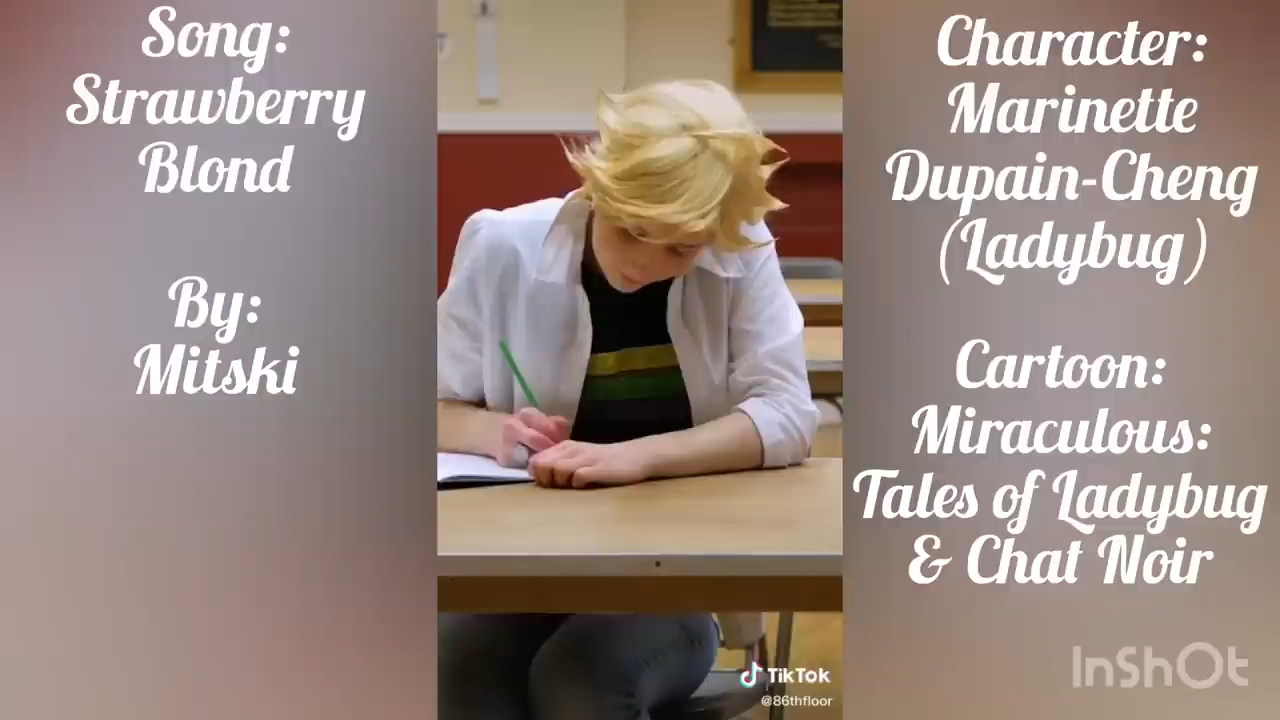 Song:
Strawberry
Blond
By:
Mitski
Character:
Marinette
Dupain-Cheng
(Ladybug)
Cartoon:
Miraculous:
Tales of Ladybug
& Chat Noir
TikTok
@86thfloor
InShOt